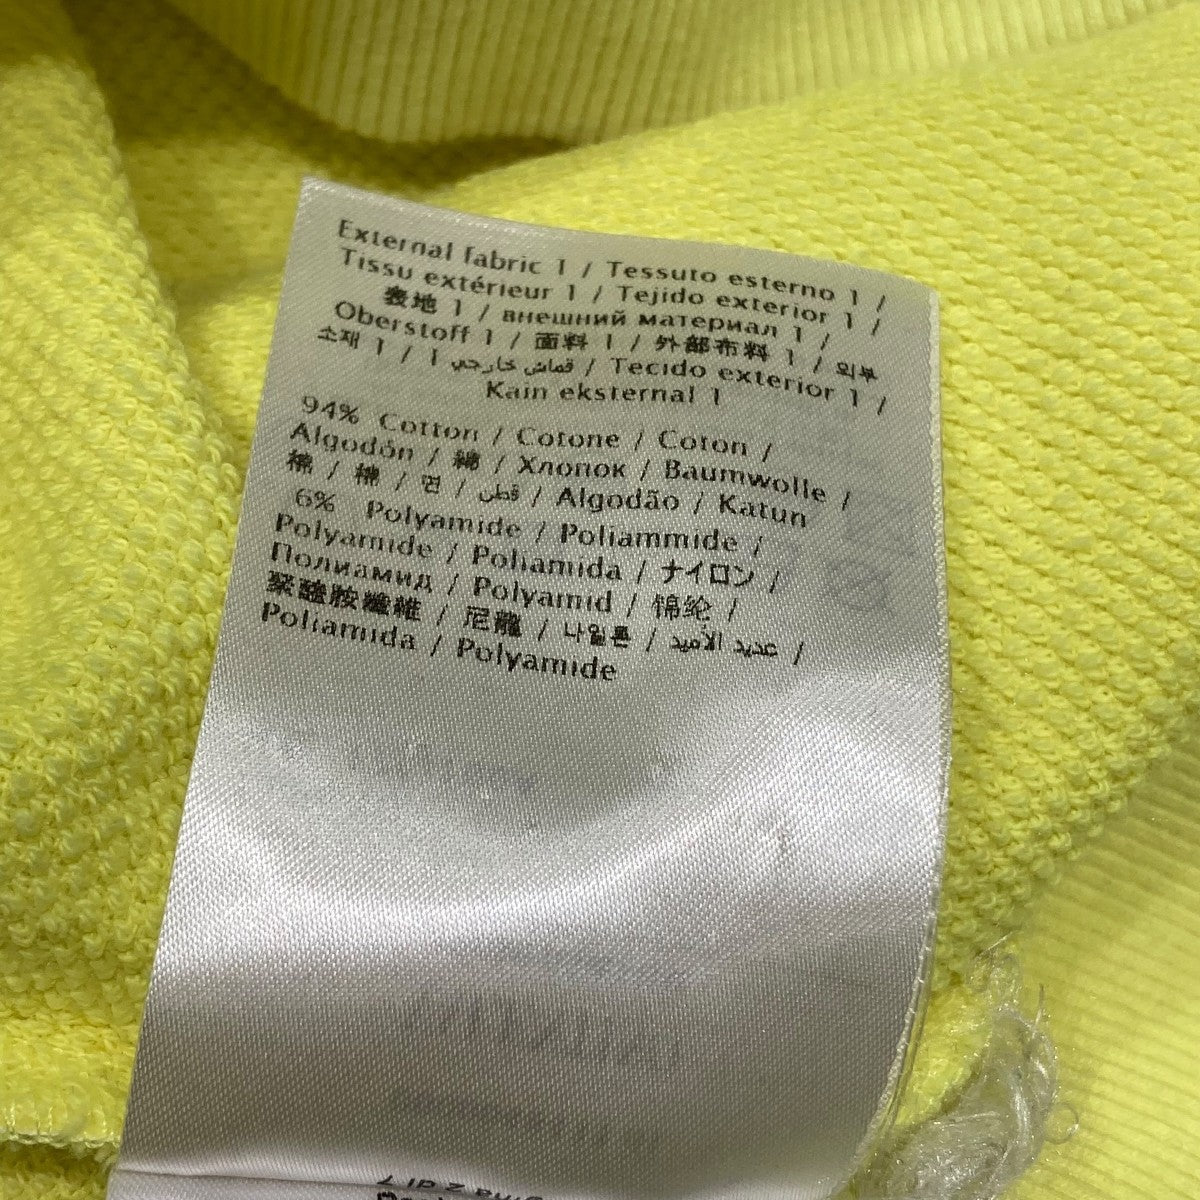 External fabric 1 / Tessuto esterno 1 /
Tissu extérieur 1 / Tejido exterior 1 /
表地 1 / внешний материал 1 /
Oberstoff 1 / 面料 1 / 外部布料 1 / 외부
소재 1 / قماش خارجي 1 / Tecido exterior 1 /
Kain eksternal 1
94% Cotton / Cotone / Coton /
Algodón / 綿 / Хлопок / Baumwolle /
棉 / 棉 / 면 / قطن / Algodão / Katun
6% Polyamide / Poliammide /
Polyamide / Poliamida / ナイロン /
Полиамид / Polyamid / 锦纶 /
聚醯胺纖維 / 尼龍 / 나일론 / عديد الأميد /
Poliamida / Polyamide